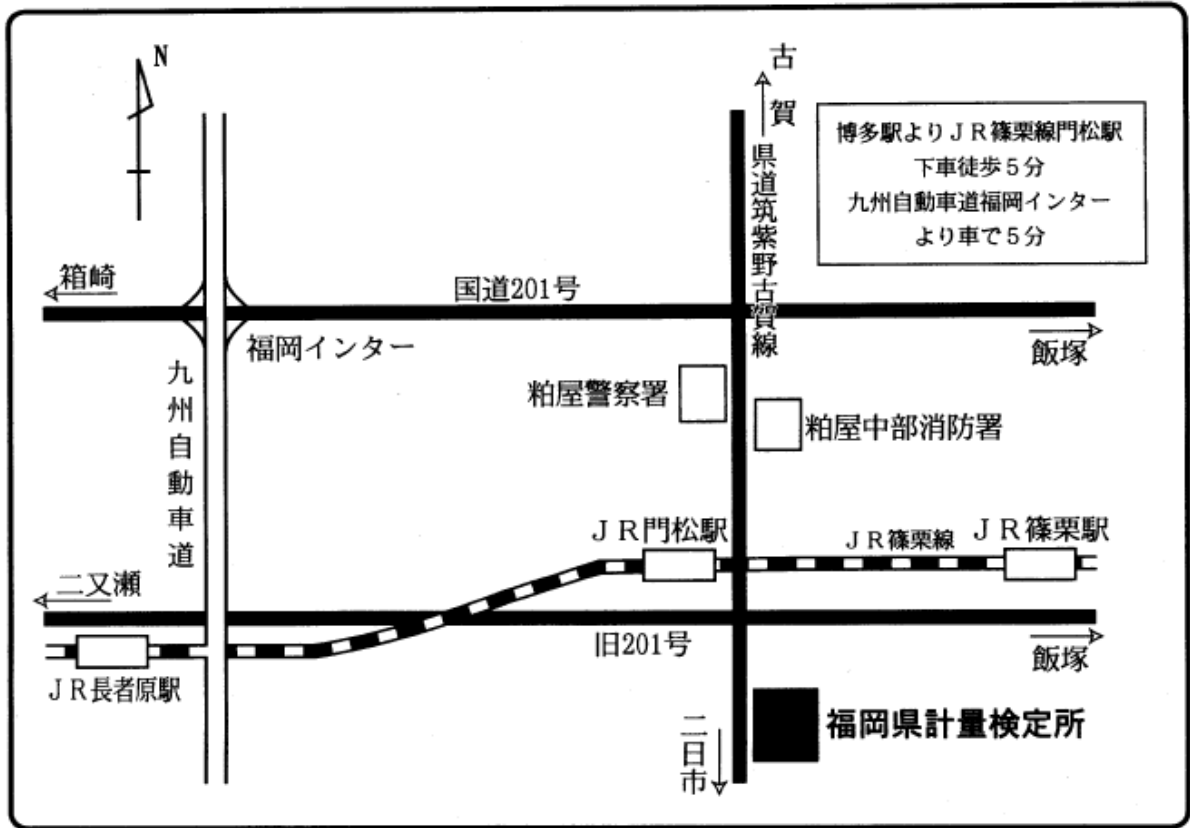 N
古賀
県道筑紫野古賀線
博多駅よりＪＲ篠栗線門松駅
下車徒歩５分
九州自動車道福岡インター
より車で５分
箱崎
国道201号
福岡インター
飯塚
九州自動車道
粕屋警察署
粕屋中部消防署
ＪＲ門松駅
ＪＲ篠栗線
ＪＲ篠栗駅
二又瀬
旧201号
飯塚
ＪＲ長者原駅
二日市
福岡県計量検定所